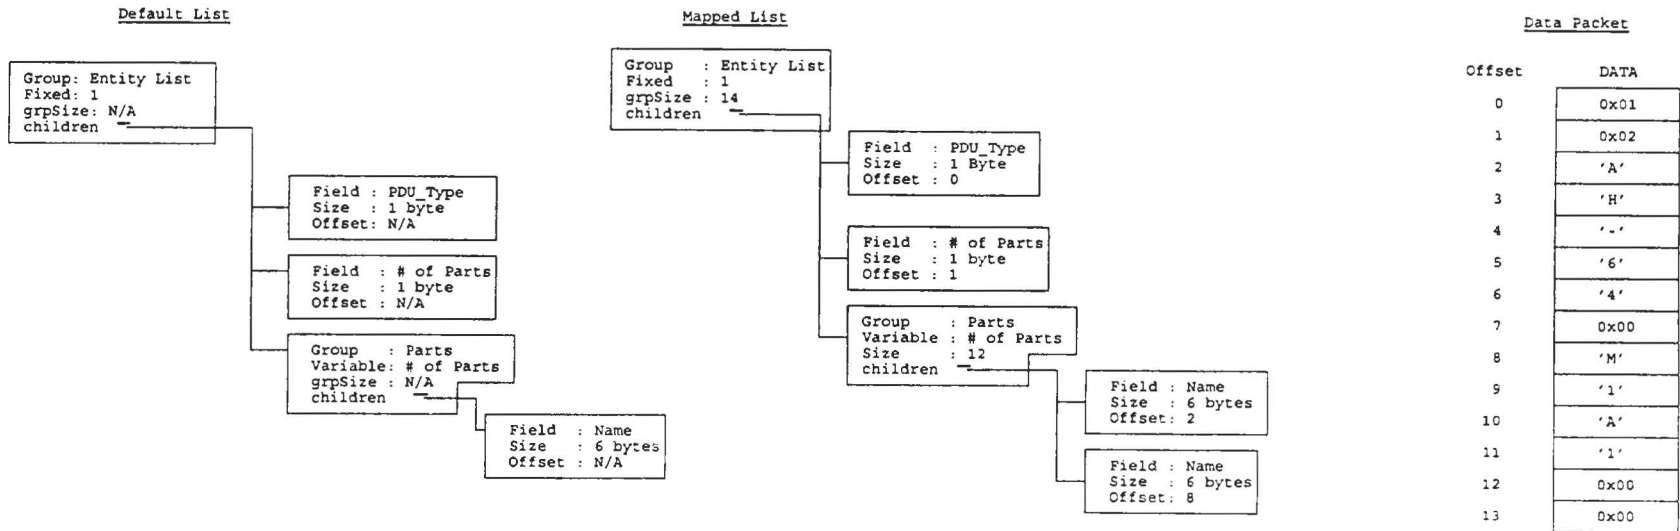 Default List
Group: Entity List
Fixed: 1
grpSize: N/A
children
Field : PDU_Type
Size : 1 byte
Offset: N/A
Field : # of Parts
Size : 1 byte
Offset : N/A
Group : Parts
Variable: # of Parts
grpSize : N/A
children
Field : Name
Size : 6 bytes
Offset : N/A
Mapped List
Group : Entity List
Fixed : 1
grpSize : 14
children
Field : PDU_Type
Size : 1 Byte
Offset : 0
Field : # of Parts
Size : 1 byte
Offset : 1
Group : Parts
Variable : # of Parts
Size : 12
children
Field : Name
Size : 6 bytes
Offset: 2
Field : Name
Size : 6 bytes
Offset: 8
Data Packet
Offset DATA
0 0x01
1 0x02
2 'A'
3 'H'
4 '-'
5 '6'
6 '4'
7 0x00
8 'M'
9 '1'
10 'A'
11 '1'
12 0x00
13 0x00